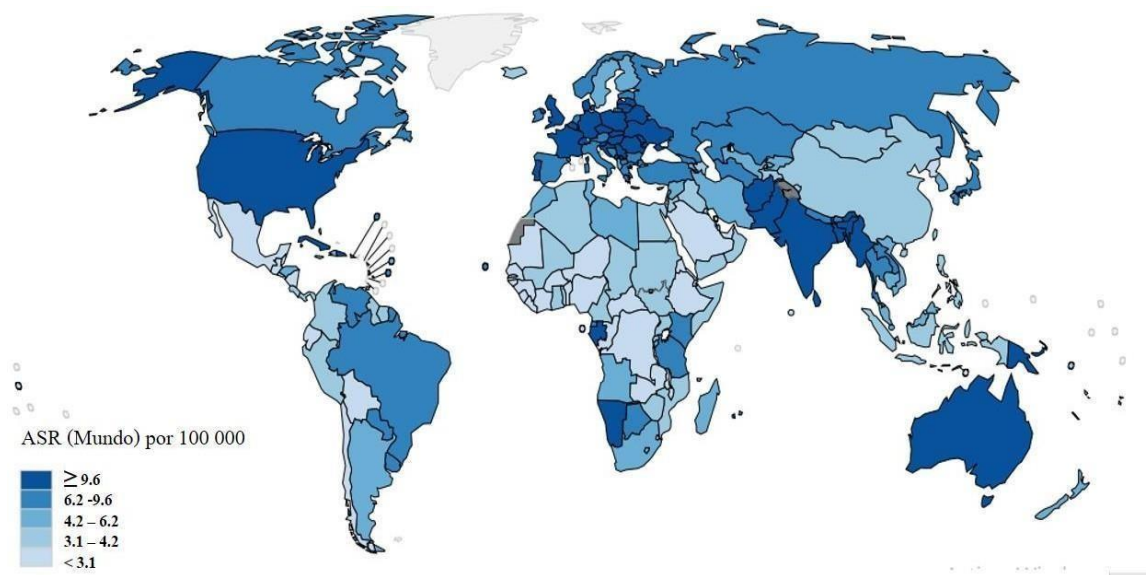 ASR (Mundo) por 100 000
≥ 9.6
6.2 -9.6
4.2 – 6.2
3.1 – 4.2
< 3.1